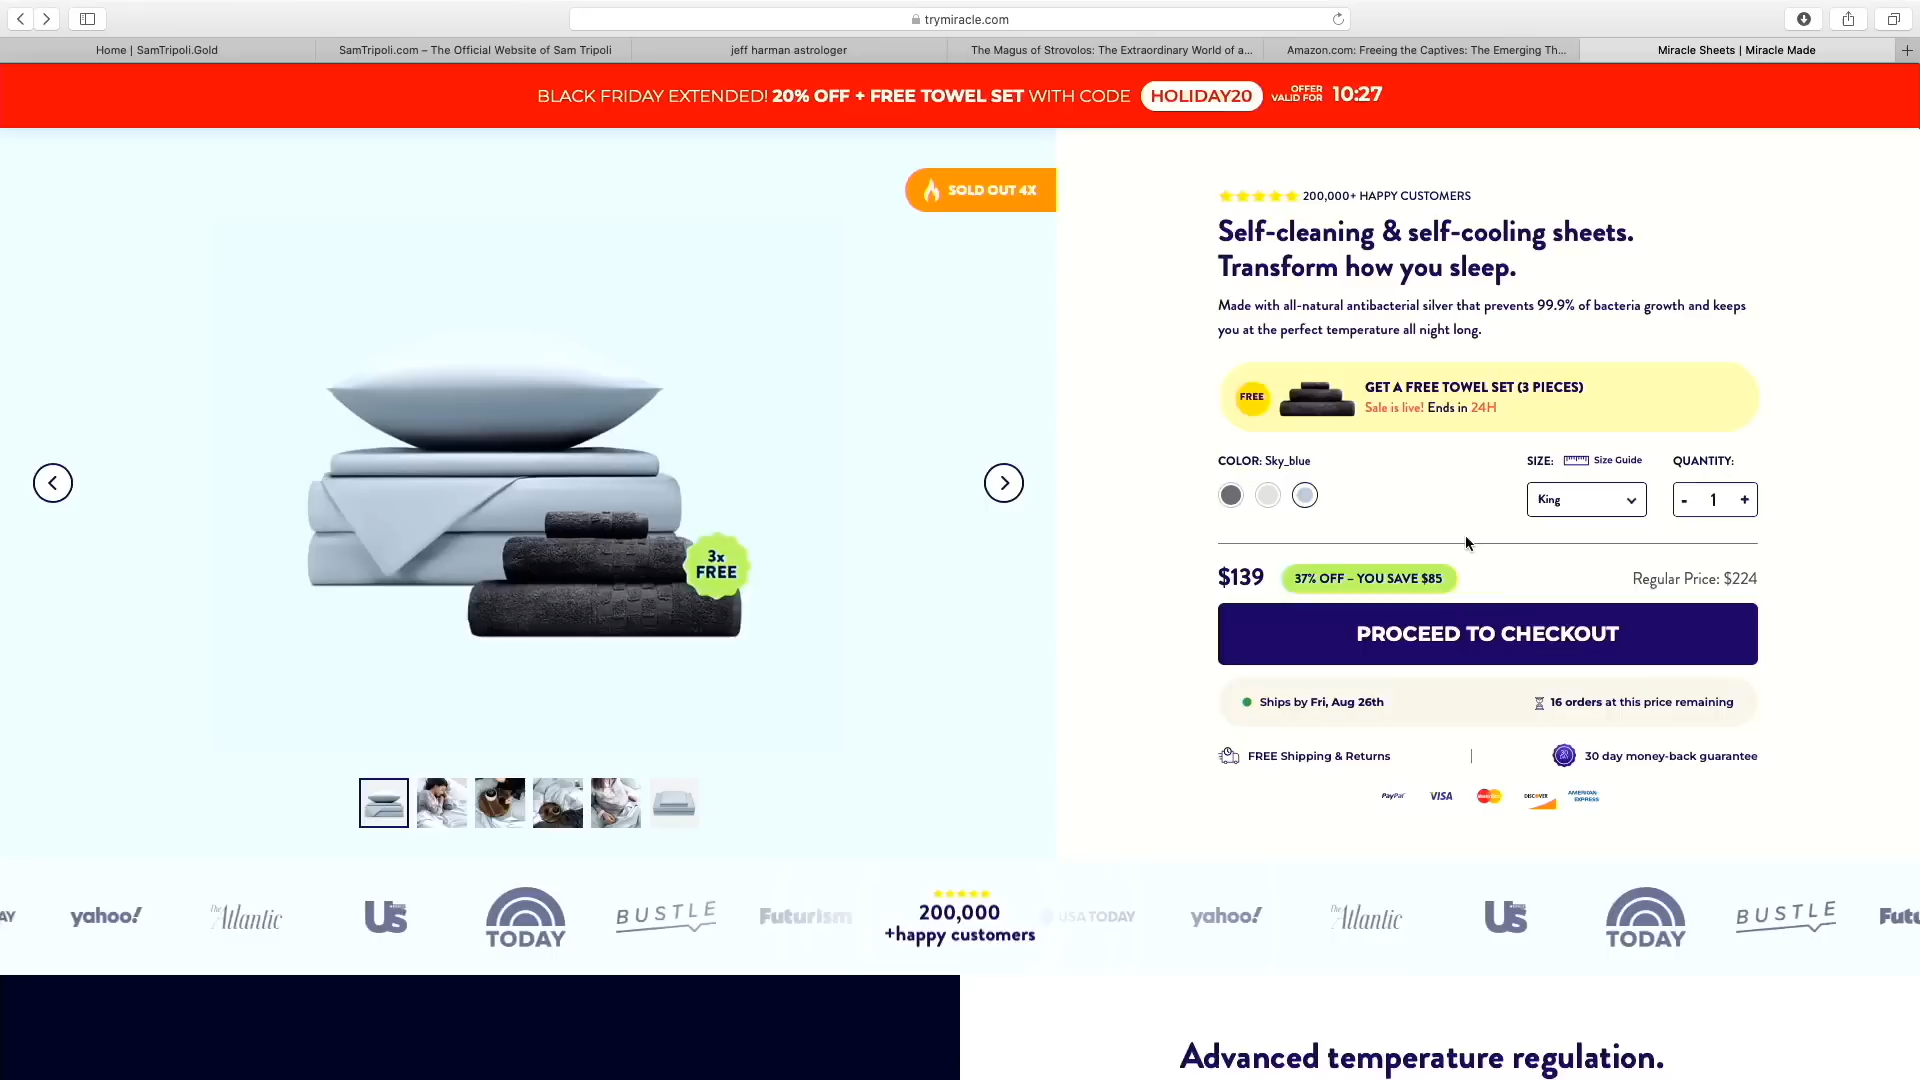 trymiracle.com
Home | SamTripoli.Gold
SamTripoli.com – The Official Website of Sam Tripoli
jeff harman astrologer
The Magus of Strovolos: The Extraordinary World of a...
Amazon.com: Freeing the Captives: The Emerging Th...
Miracle Sheets | Miracle Made
BLACK FRIDAY EXTENDED! 20% OFF + FREE TOWEL SET WITH CODE HOLIDAY20 OFFER VALID FOR 10:27
SOLD OUT 4X
200,000+ HAPPY CUSTOMERS
Self-cleaning & self-cooling sheets.
Transform how you sleep.
Made with all-natural antibacterial silver that prevents 99.9% of bacteria growth and keeps
you at the perfect temperature all night long.
FREE
GET A FREE TOWEL SET (3 PIECES)
Sale is live! Ends in 24H
COLOR: Sky_blue
SIZE: Size Guide
QUANTITY:
King
- 1 +
3x
FREE
$139
37% OFF – YOU SAVE $85
Regular Price: $224
PROCEED TO CHECKOUT
Ships by Fri, Aug 26th
16 orders at this price remaining
FREE Shipping & Returns
30 day money-back guarantee
PayPal
VISA
MasterCard
DISCOVER
AMERICAN EXPRESS
AY
yahoo!
The Atlantic
Us
TODAY
BUSTLE
Futurism
200,000
+happy customers
USA TODAY
yahoo!
The Atlantic
Us
TODAY
BUSTLE
Futu
Advanced temperature regulation.